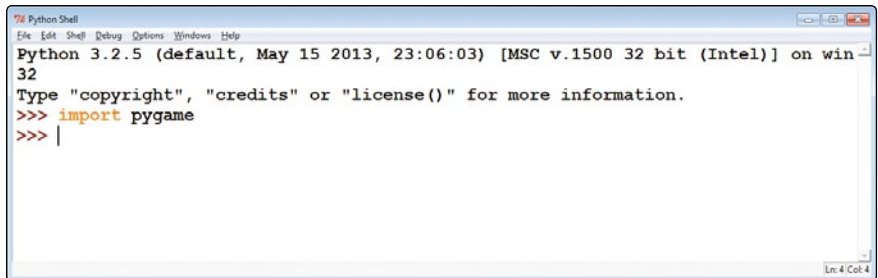 Python Shell
File Edit Shell Debug Options Windows Help
Python 3.2.5 (default, May 15 2013, 23:06:03) [MSC v.1500 32 bit (Intel)] on win
32
Type "copyright", "credits" or "license()" for more information.
>>> import pygame
>>>
Ln: 4 Col: 4